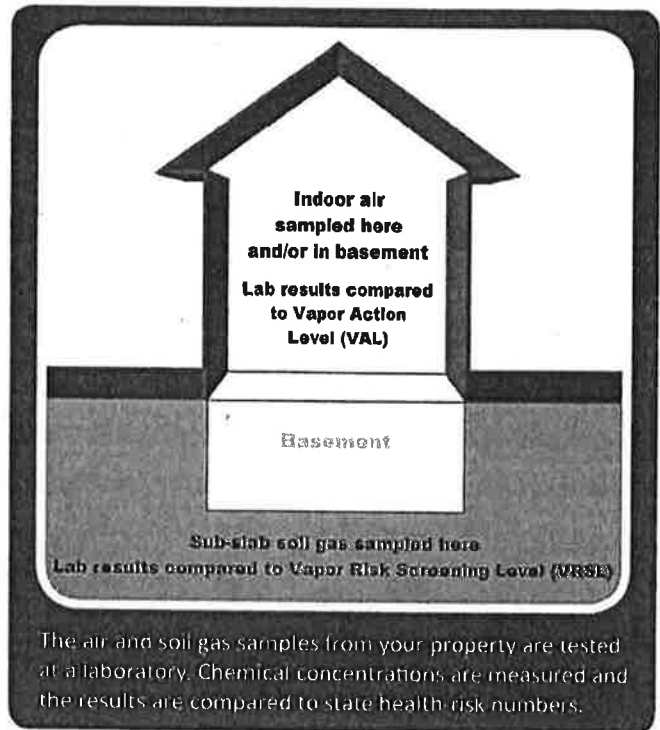 Indoor air
sampled here
and/or in basement
Lab results compared
to Vapor Action
Level (VAL)
Basement
Sub-slab soil gas sampled here
Lab results compared to Vapor Risk Screening Level (VRSL)
The air and soil gas samples from your property are tested
at a laboratory. Chemical concentrations are measured and
the results are compared to state health-risk numbers.